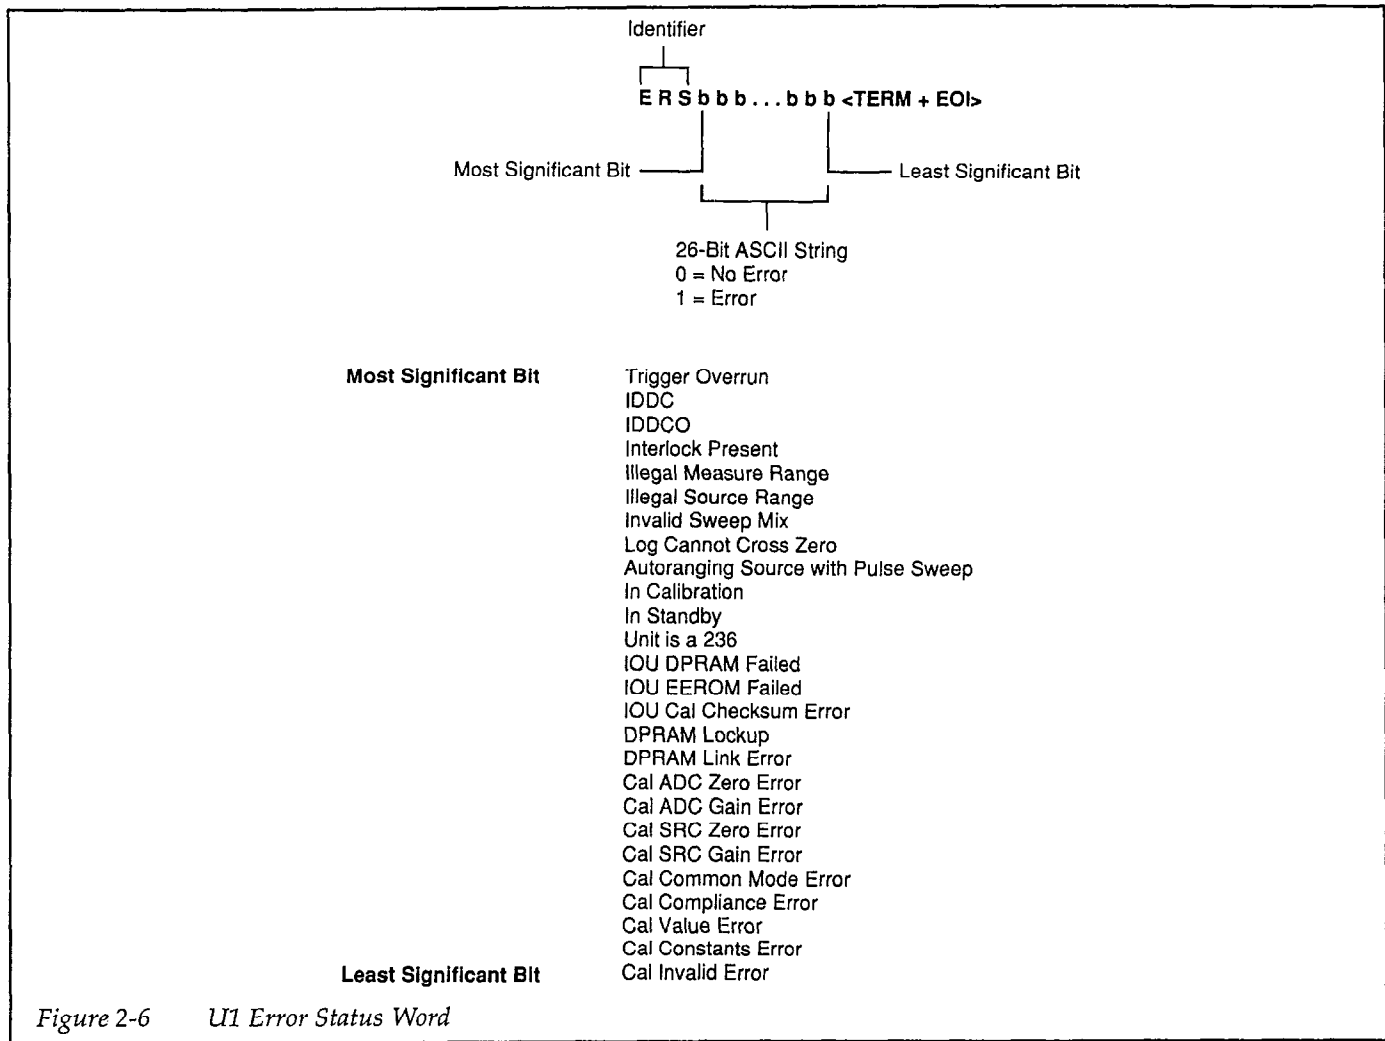 Identifier
E R S b b b . . . b b b <TERM + EOI>
Most Significant Bit
Least Significant Bit
26-Bit ASCII String
0 = No Error
1 = Error
Most Significant Bit Trigger Overrun
IDDC
IDDCO
Interlock Present
Illegal Measure Range
Illegal Source Range
Invalid Sweep Mix
Log Cannot Cross Zero
Autoranging Source with Pulse Sweep
In Calibration
In Standby
Unit is a 236
IOU DPRAM Failed
IOU EEROM Failed
IOU Cal Checksum Error
DPRAM Lockup
DPRAM Link Error
Cal ADC Zero Error
Cal ADC Gain Error
Cal SRC Zero Error
Cal SRC Gain Error
Cal Common Mode Error
Cal Compliance Error
Cal Value Error
Cal Constants Error
Least Significant Bit Cal Invalid Error
Figure 2-6 U1 Error Status Word